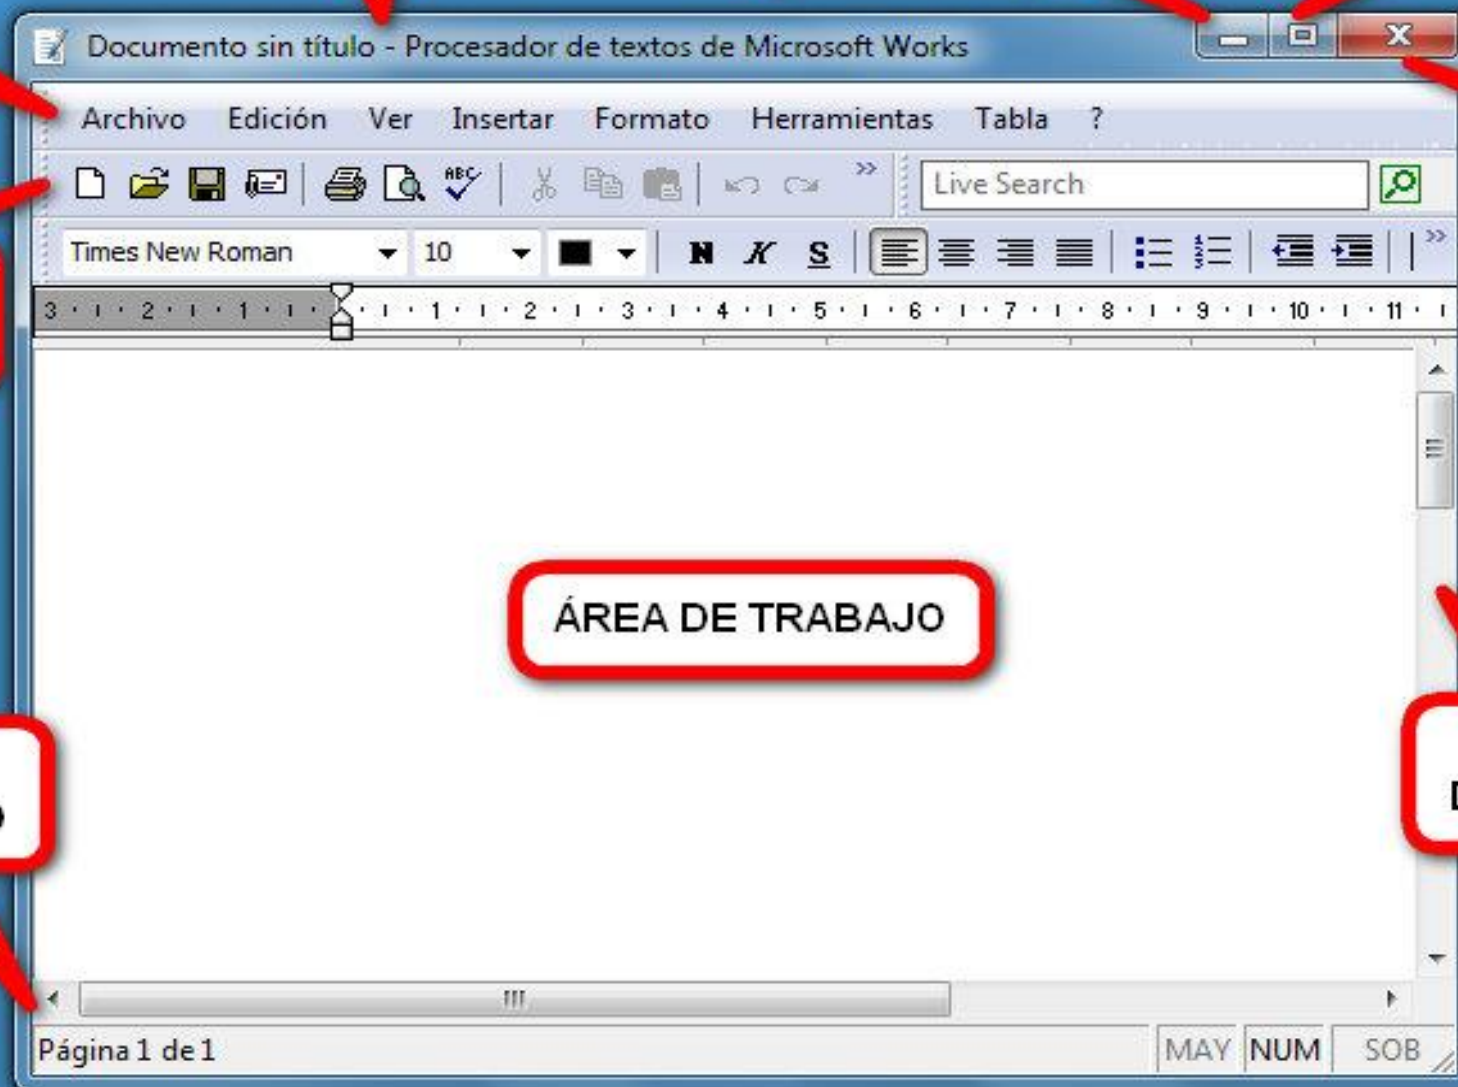 Documento sin título - Procesador de textos de Microsoft Works
Archivo Edición Ver Insertar Formato Herramientas Tabla ?
ABC Live Search
Times New Roman 10 N K S
3 2 1 1 2 3 4 5 6 7 8 9 10 11
ÁREA DE TRABAJO
Página 1 de 1 MAY NUM SOB